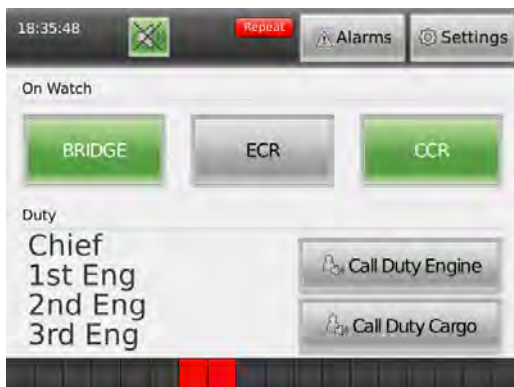 18:35:48 Repeat Alarms Settings
On Watch
BRIDGE ECR CCR
Duty
Chief
1st Eng
2nd Eng
3rd Eng
Call Duty Engine
Call Duty Cargo